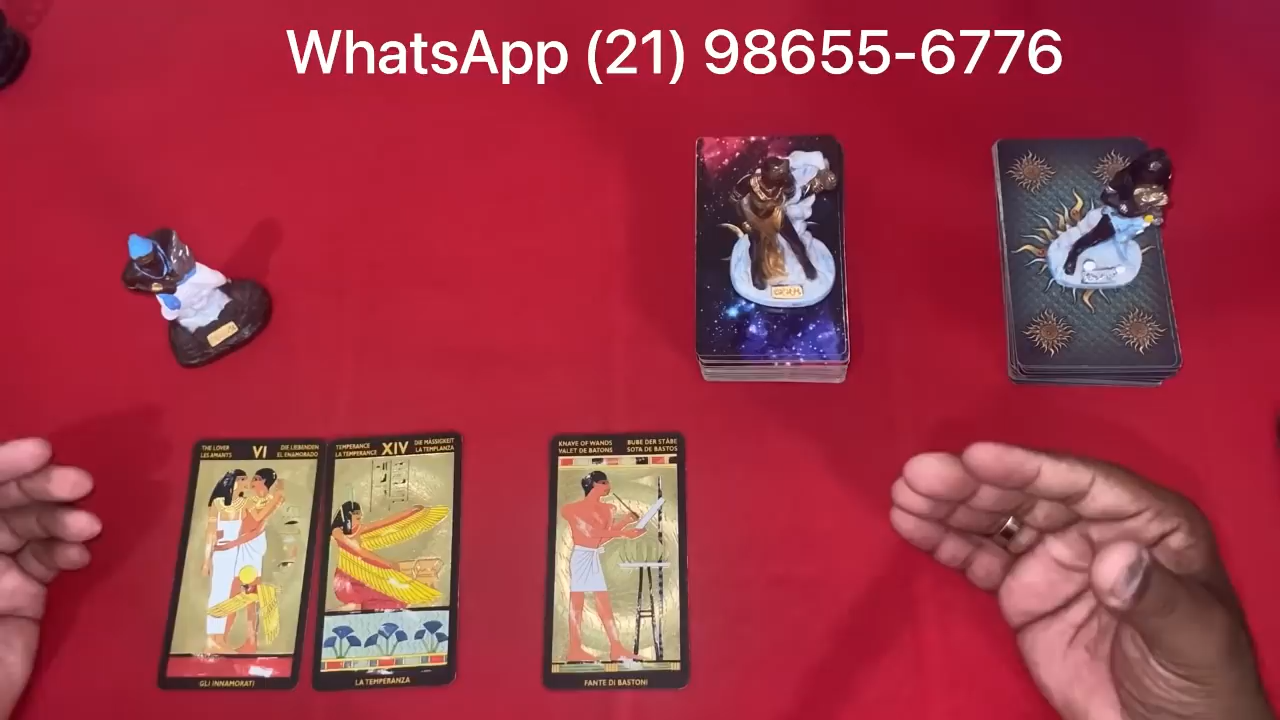 WhatsApp (21) 98655-6776
THE LOVER
LES AMANTS
VI
DIE LIEBENDEN
EL ENAMORADO
TEMPERANCE
LA TEMPERANCE
XIV
DIE MÄSSIGKEIT
LA TEMPLANZA
KNAVE OF WANDS
VALET DE BATONS
BUBE DER STÄBE
SOTA DE BASTOS
GLI INNAMORATI
LA TEMPERANZA
FANTE DI BASTONI